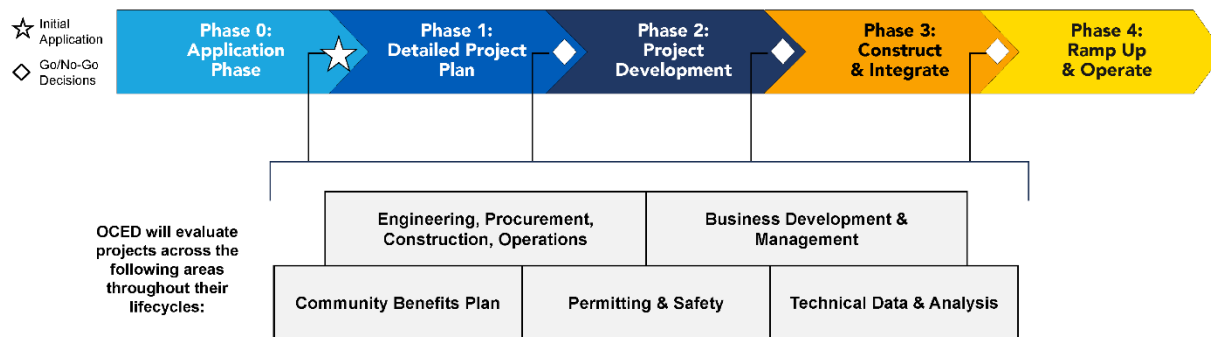 Initial
Application
Go/No-Go
Decisions
Phase 0:
Application
Phase
Phase 1:
Detailed Project
Plan
Phase 2:
Project
Development
Phase 3:
Construct
& Integrate
Phase 4:
Ramp Up
& Operate
OCED will evaluate
projects across the
following areas
throughout their
lifecycles:
Engineering, Procurement,
Construction, Operations
Business Development &
Management
Community Benefits Plan
Permitting & Safety
Technical Data & Analysis